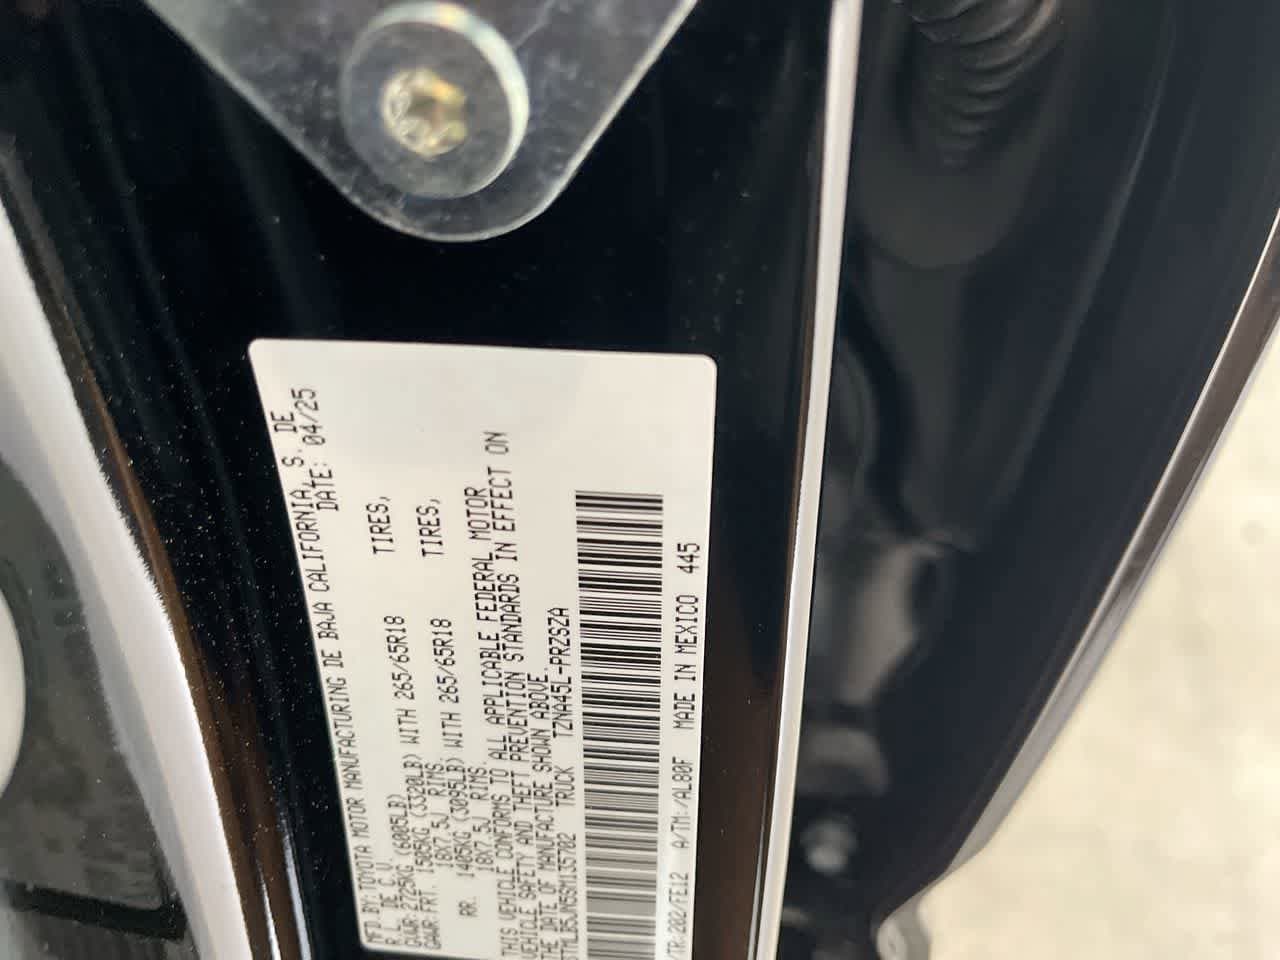 MFD.BY:TOYOTA MOTOR MANUFACTURING DE BAJA CALIFORNIA, S. DE
R.L. DE C.V. DATE: 04/25
GVWR:2725KG (6005LB)
GAWR:FRT. 1505KG (3320LB) WITH 265/65R18 TIRES,
18X7.5J RIMS,
RR. 1405KG (3095LB) WITH 265/65R18 TIRES,
18X7.5J RIMS
THIS VEHICLE CONFORMS TO ALL APPLICABLE FEDERAL MOTOR
VEHICLE SAFETY AND THEFT PREVENTION STANDARDS IN EFFECT ON
THE DATE OF MANUFACTURE SHOWN ABOVE.
TRUCK TZNA45L-PRZSZA
/TR:202/FE12 A/TM:/AL80F MADE IN MEXICO 445